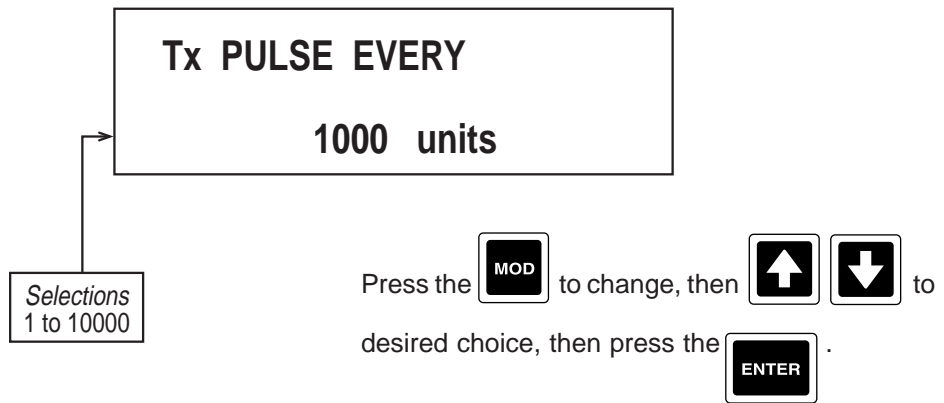 Tx PULSE EVERY
1000 units
Selections
1 to 10000
Press the MOD to change, then to
desired choice, then press the ENTER .